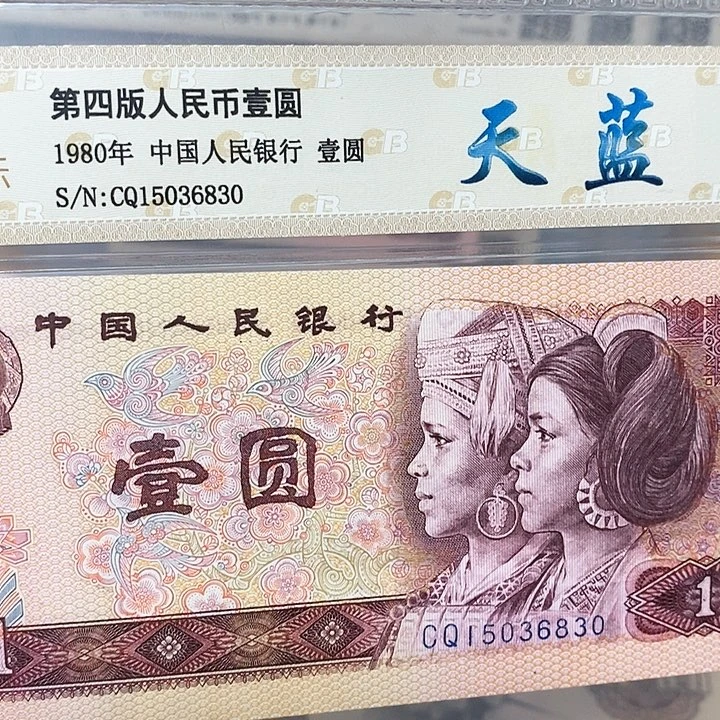 第四版人民币壹圆
1980年 中国人民银行 壹圆
S/N:CQ15036830
天蓝
中国人民银行
壹圆
CQ15036830
1